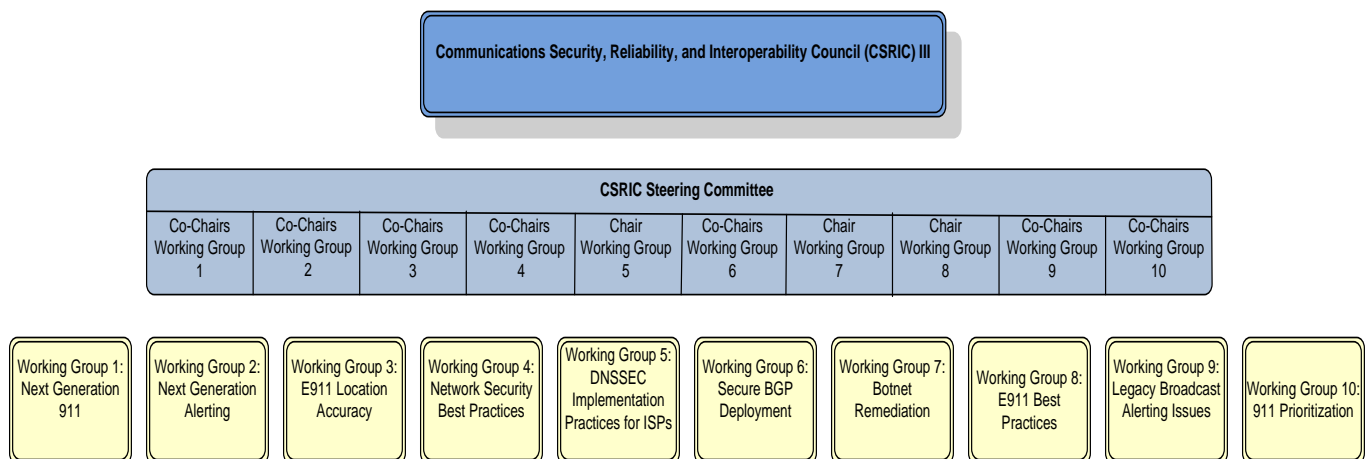 Communications Security, Reliability, and Interoperability Council (CSRIC) III
CSRIC Steering Committee
Co-Chairs
Working Group
1
Co-Chairs
Working Group
2
Co-Chairs
Working Group
3
Co-Chairs
Working Group
4
Chair
Working Group
5
Co-Chairs
Working Group
6
Chair
Working Group
7
Chair
Working Group
8
Co-Chairs
Working Group
9
Co-Chairs
Working Group
10
Working Group 1:
Next Generation
911
Working Group 2:
Next Generation
Alerting
Working Group 3:
E911 Location
Accuracy
Working Group 4:
Network Security
Best Practices
Working Group 5:
DNSSEC
Implementation
Practices for ISPs
Working Group 6:
Secure BGP
Deployment
Working Group 7:
Botnet
Remediation
Working Group 8:
E911 Best
Practices
Working Group 9:
Legacy Broadcast
Alerting Issues
Working Group 10:
911 Prioritization